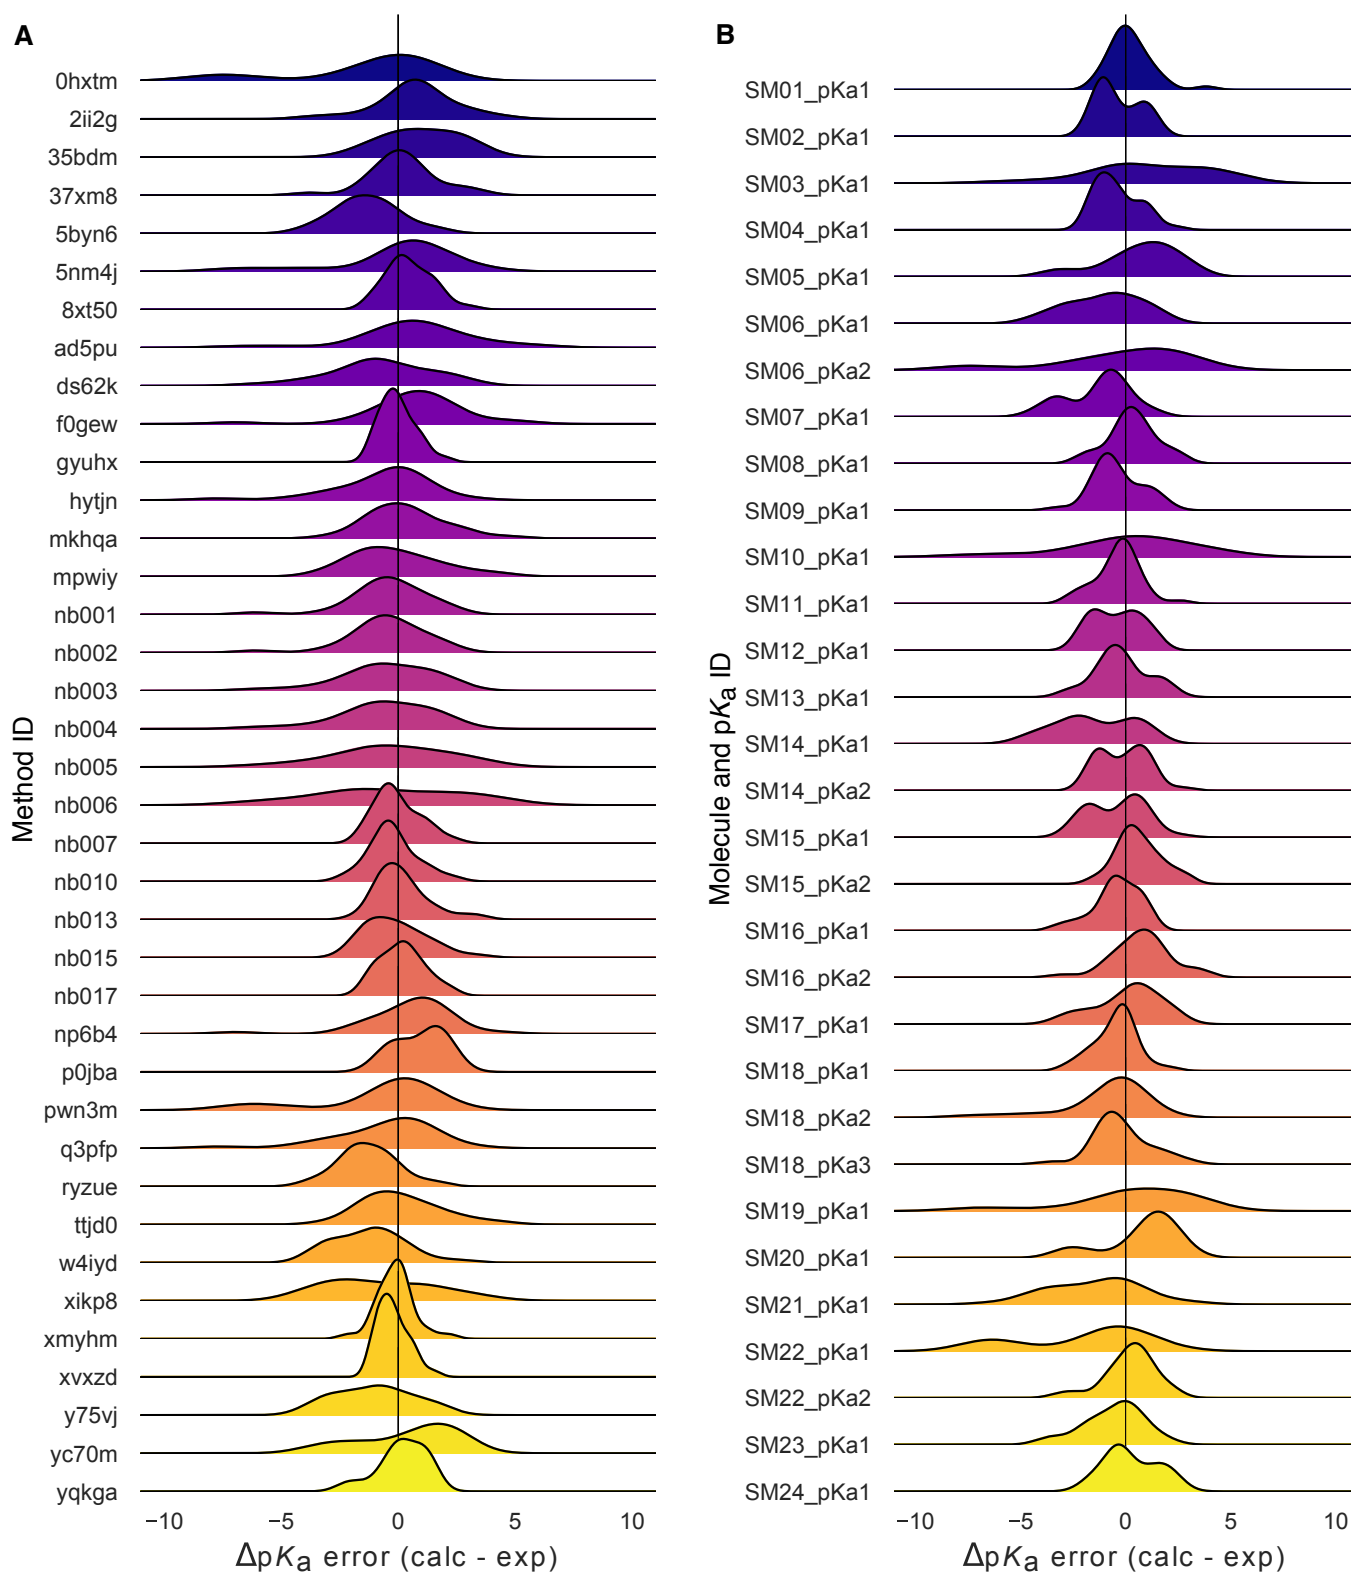 A
0hxtm
2ii2g
35bdm
37xm8
5byn6
5nm4j
8xt50
ad5pu
ds62k
f0gew
gyuhx
hytjn
mkhqa
mpwiy
nb001
nb002
nb003
nb004
nb005
nb006
nb007
nb010
nb013
nb015
nb017
np6b4
p0jba
pwn3m
q3pfp
ryzue
ttjd0
w4iyd
xikp8
xmyhm
xvxzd
y75vj
yc70m
yqkga
Method ID
−10 −5 0 5 10
ΔpKa error (calc - exp)
B
SM01_pKa1
SM02_pKa1
SM03_pKa1
SM04_pKa1
SM05_pKa1
SM06_pKa1
SM06_pKa2
SM07_pKa1
SM08_pKa1
SM09_pKa1
SM10_pKa1
SM11_pKa1
SM12_pKa1
SM13_pKa1
SM14_pKa1
SM14_pKa2
SM15_pKa1
SM15_pKa2
SM16_pKa1
SM16_pKa2
SM17_pKa1
SM18_pKa1
SM18_pKa2
SM18_pKa3
SM19_pKa1
SM20_pKa1
SM21_pKa1
SM22_pKa1
SM22_pKa2
SM23_pKa1
SM24_pKa1
Molecule and pKa ID
−10 −5 0 5 10
ΔpKa error (calc - exp)